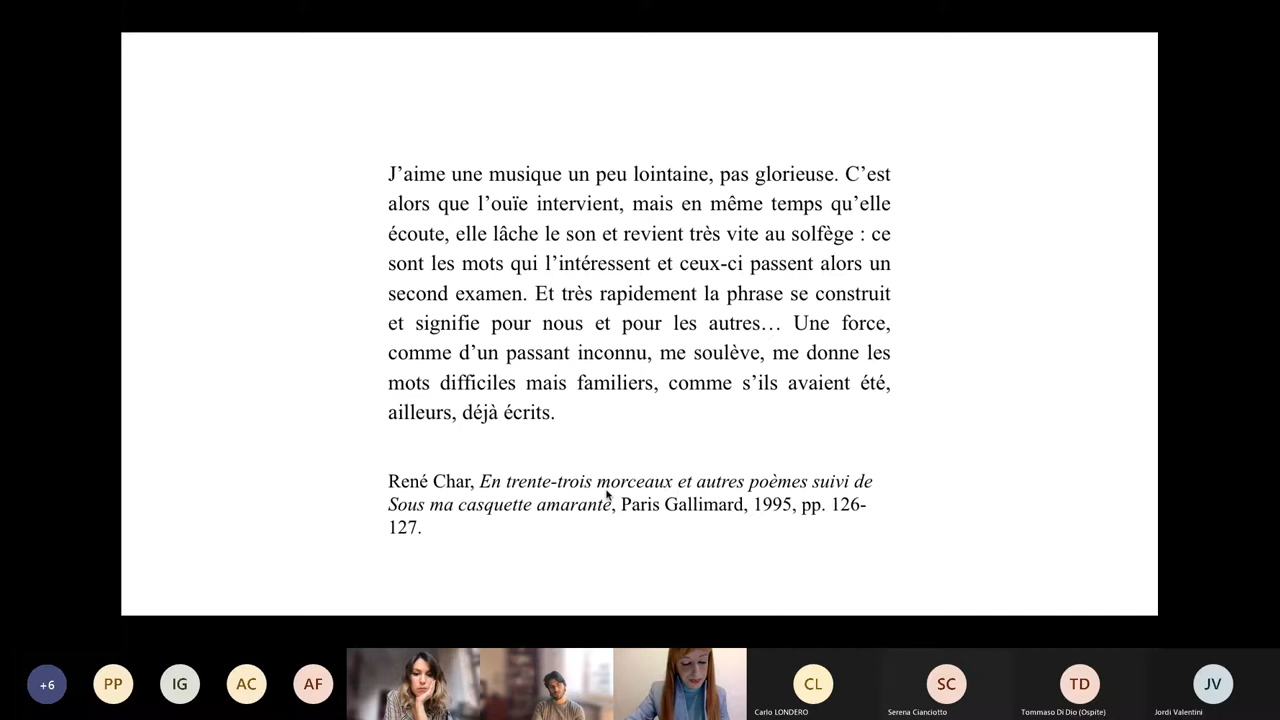 J’aime une musique un peu lointaine, pas glorieuse. C’est
alors que l’ouïe intervient, mais en même temps qu’elle
écoute, elle lâche le son et revient très vite au solfège : ce
sont les mots qui l’intéressent et ceux-ci passent alors un
second examen. Et très rapidement la phrase se construit
et signifie pour nous et pour les autres… Une force,
comme d’un passant inconnu, me soulève, me donne les
mots difficiles mais familiers, comme s’ils avaient été,
ailleurs, déjà écrits.
René Char, En trente-trois morceaux et autres poèmes suivi de
Sous ma casquette amarante, Paris Gallimard, 1995, pp. 126-
127.
+6
PP
IG
AC
AF
CL
SC
TD
JV
Carlo LONDERO
Serena Cianciotto
Tommaso Di Dio (Ospite)
Jordi Valentini